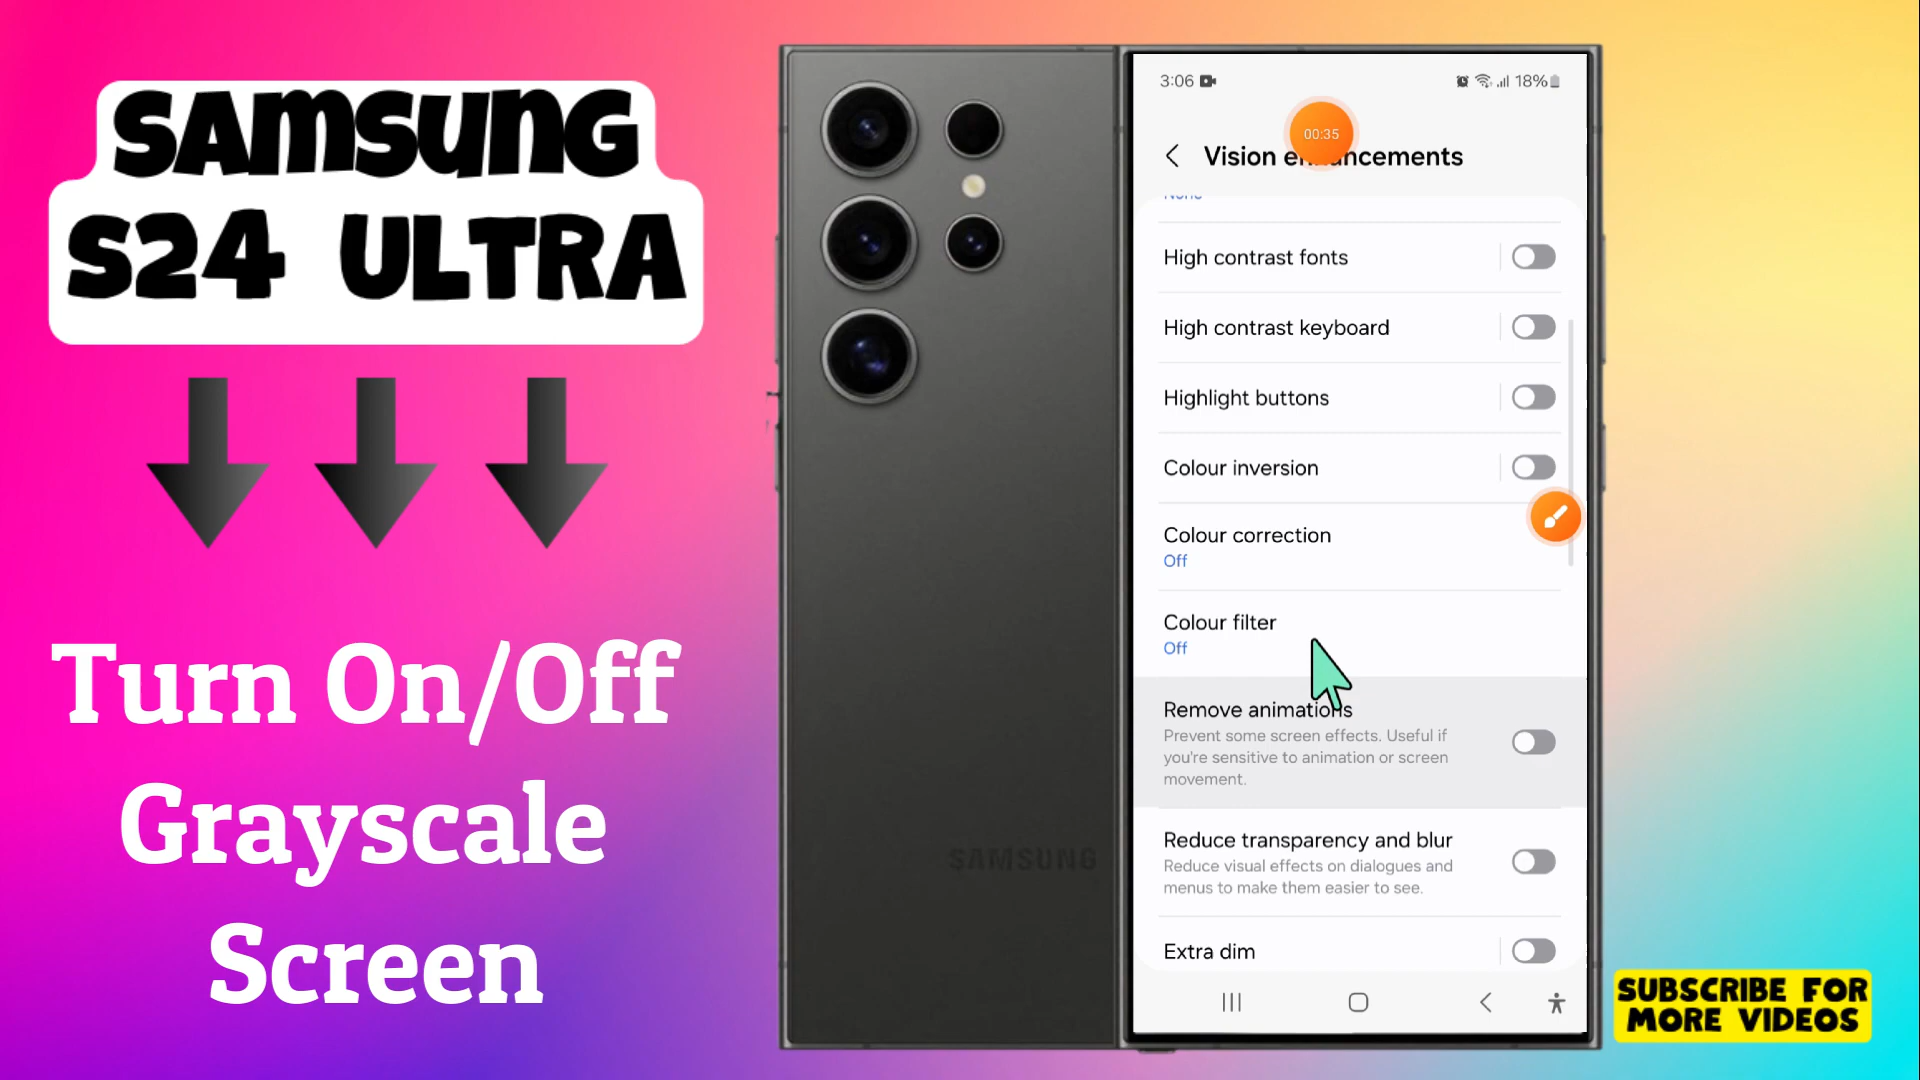 SAMSUNG
S24 ULTRA
Turn On/Off
Grayscale
Screen
SAMSUNG
3:06
18%
00:35
Vision enhancements
None
High contrast fonts
High contrast keyboard
Highlight buttons
Colour inversion
Colour correction
Off
Colour filter
Off
Remove animations
Prevent some screen effects. Useful if
you're sensitive to animation or screen
movement.
Reduce transparency and blur
Reduce visual effects on dialogues and
menus to make them easier to see.
Extra dim
SUBSCRIBE FOR
MORE VIDEOS